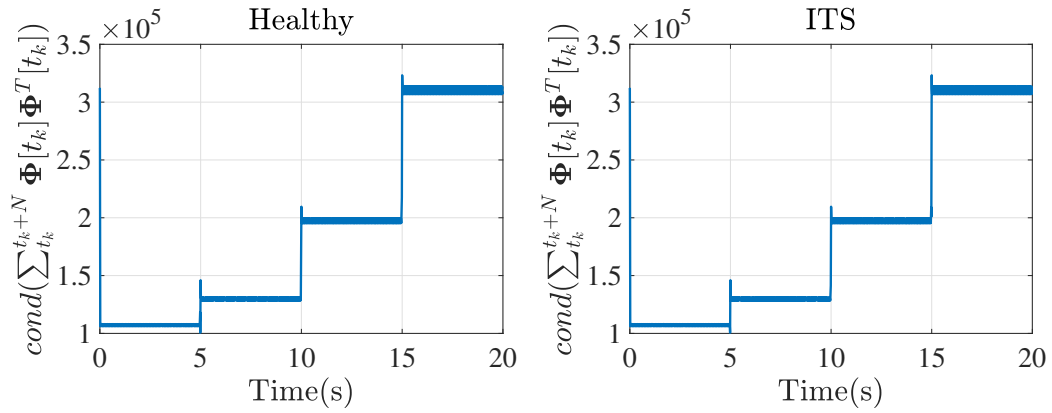 Healthy
×10^5
3.5
3
2.5
2
1.5
1
0 5 10 15 20
Time(s)
cond(∑_{t_k}^{t_k+N} Φ[t_k]Φ^T[t_k])
ITS
×10^5
3.5
3
2.5
2
1.5
1
0 5 10 15 20
Time(s)
cond(∑_{t_k}^{t_k+N} Φ[t_k]Φ^T[t_k])